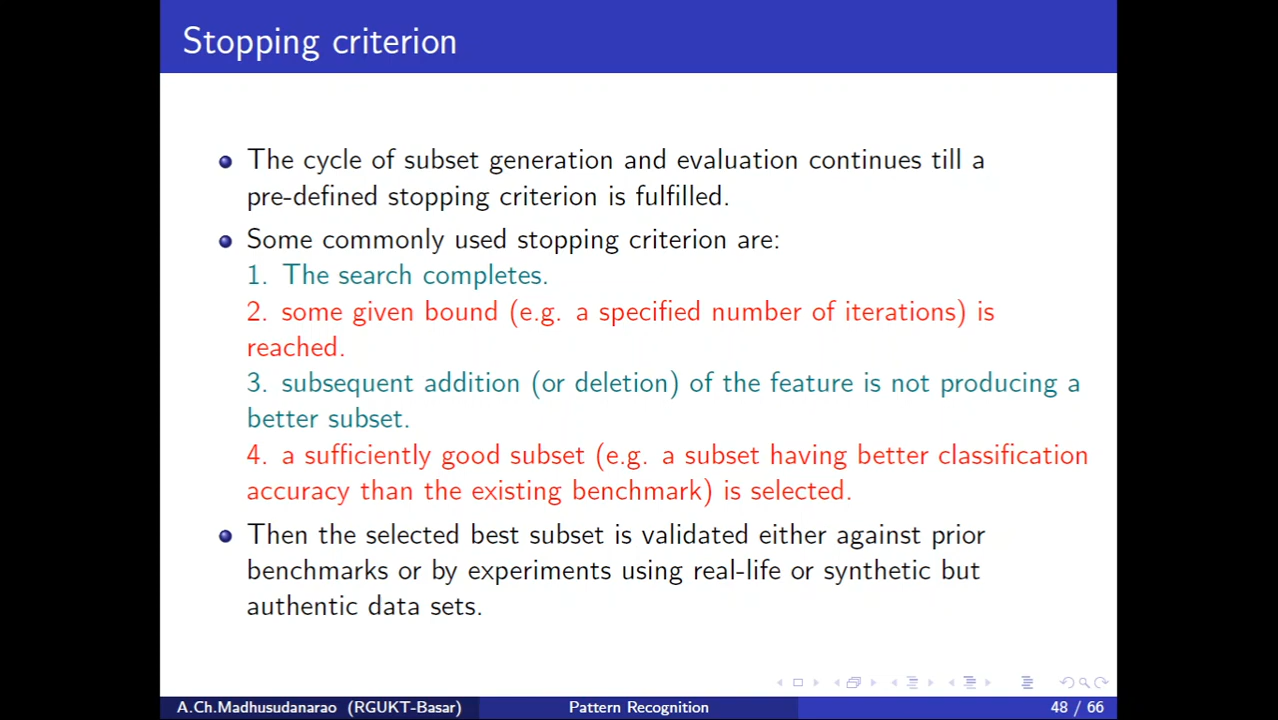 Stopping criterion
The cycle of subset generation and evaluation continues till a
pre-defined stopping criterion is fulfilled.
Some commonly used stopping criterion are:
1. The search completes.
2. some given bound (e.g. a specified number of iterations) is
reached.
3. subsequent addition (or deletion) of the feature is not producing a
better subset.
4. a sufficiently good subset (e.g. a subset having better classification
accuracy than the existing benchmark) is selected.
Then the selected best subset is validated either against prior
benchmarks or by experiments using real-life or synthetic but
authentic data sets.
A.Ch.Madhusudanarao (RGUKT-Basar) Pattern Recognition 48 / 66